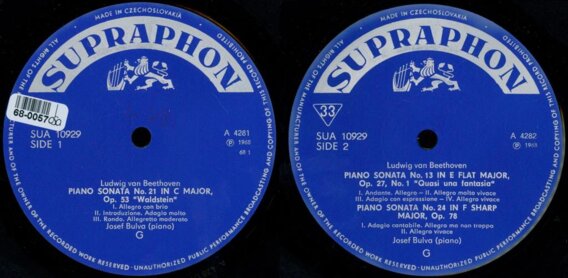 MADE IN CZECHOSLOVAKIA
ALL RIGHTS OF THE MANUFACTURER AND OF THE OWNER OF THE RECORDED WORK RESERVED · UNAUTHORIZED PUBLIC PERFORMANCE BROADCASTING AND COPYING OF THIS RECORD PROHIBITED
SUPRAPHON
68-0057
SUA 10929
SIDE 1
A 4281
Ⓟ 1968
68 1
Ludwig van Beethoven
PIANO SONATA No. 21 IN C MAJOR,
Op. 53 "Waldstein"
I. Allegro con brio
II. Introduzione. Adagio molto
III. Rondo. Allegretto moderato
Josef Bulva (piano)
G
MADE IN CZECHOSLOVAKIA
ALL RIGHTS OF THE MANUFACTURER AND OF THE OWNER OF THE RECORDED WORK RESERVED · UNAUTHORIZED PUBLIC PERFORMANCE BROADCASTING AND COPYING OF THIS RECORD PROHIBITED
SUPRAPHON
33
SUA 10929
SIDE 2
A 4282
Ⓟ 1968
Ludwig van Beethoven
PIANO SONATA No. 13 IN E FLAT MAJOR,
Op. 27, No. 1 "Quasi una fantasia"
I. Andante. Allegro – II. Allegro molto vivace
III. Adagio con espressione – IV. Allegro vivace
PIANO SONATA No. 24 IN F SHARP
MAJOR, Op. 78
I. Adagio cantabile. Allegro ma non troppo
II. Allegro vivace
Josef Bulva (piano)
G